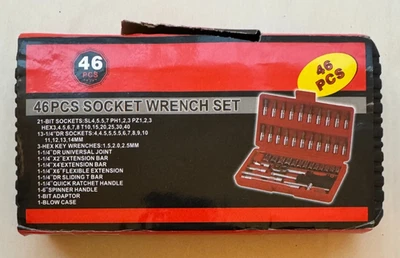 46
PCS
46
PCS
46PCS SOCKET WRENCH SET
21-BIT SOCKETS:SL4,5.5,7 PH1,2,3 PZ1,2,3
HEX3,4,5,6,7,8 T10,15,20,25,30,40
13-1/4"DR SOCKETS:4,4.5,5,5.5,6,7,8,9,10
11,12,13,14MM
3-HEX KEY WRENCHES:1.5,2.0,2.5MM
1-1/4"DR UNIVERSAL JOINT
1-1/4"X2"EXTENSION BAR
1-1/4"X4"EXTENSION BAR
1-1/4"X6"FLEXIBLE EXTENSION
1-1/4"DR SLIDING T BAR
1-1/4"QUICK RATCHET HANDLE
1-1/4"SPINNER HANDLE
1-BIT ADAPTOR
1-BLOW CASE